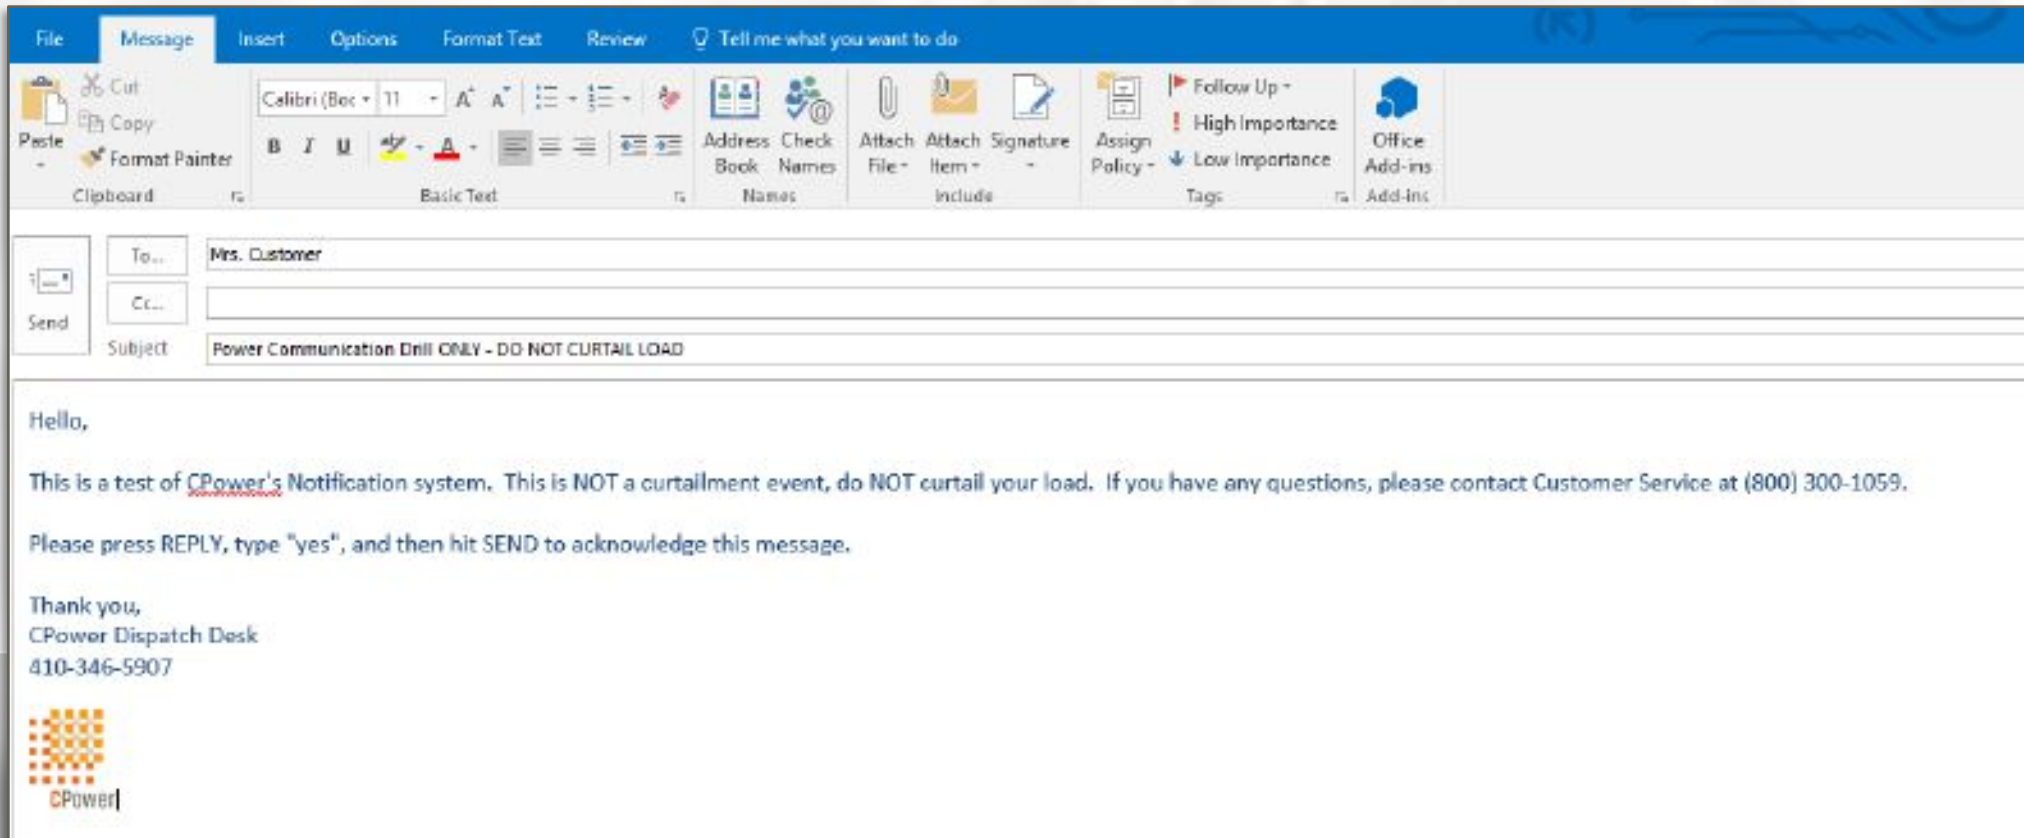 File Message Insert Options Format Text Review Tell me what you want to do
Paste
Cut
Copy
Format Painter
Clipboard
Calibri (Boc 11
B I U
Basic Text
Address Book
Check Names
Names
Attach File
Attach Item
Signature
Include
Assign Policy
Follow Up
High Importance
Low Importance
Tags
Office Add-ins
Add-ins
Send
To... Mrs. Customer
Cc...
Subject Power Communication Drill ONLY - DO NOT CURTAIL LOAD
Hello,
This is a test of CPower's Notification system. This is NOT a curtailment event, do NOT curtail your load. If you have any questions, please contact Customer Service at (800) 300-1059.
Please press REPLY, type "yes", and then hit SEND to acknowledge this message.
Thank you,
CPower Dispatch Desk
410-346-5907
CPower